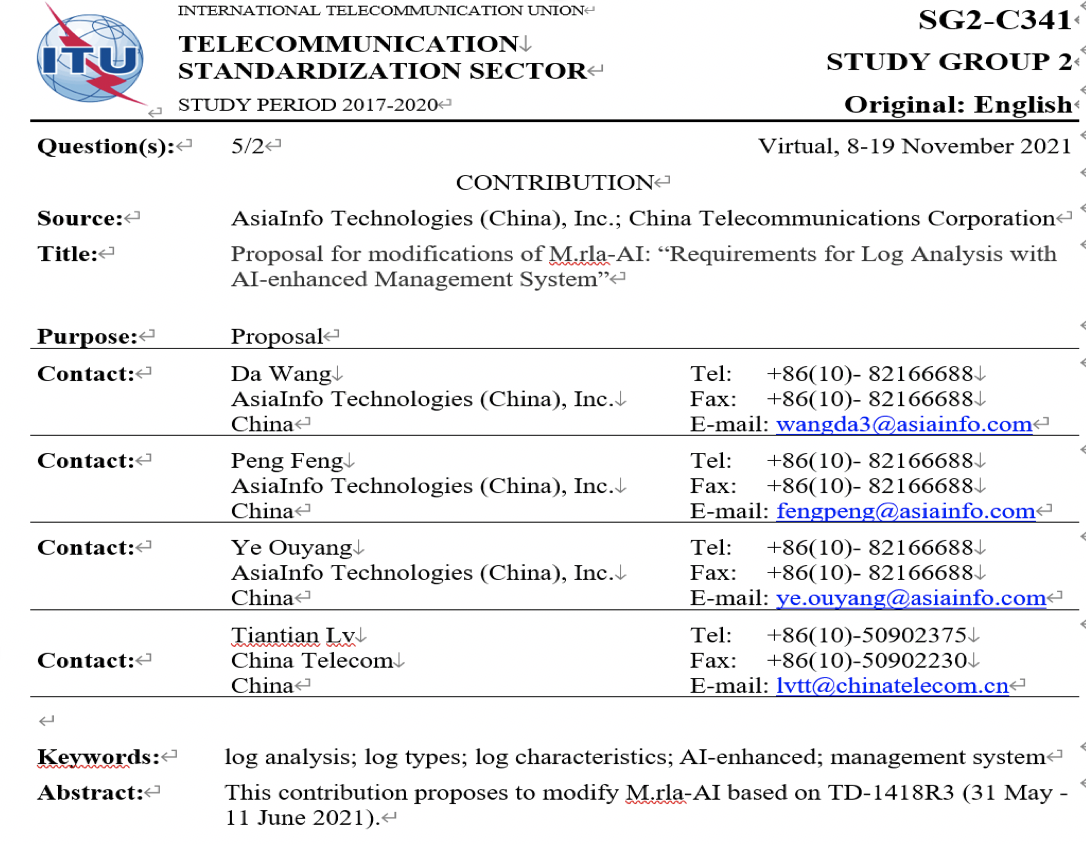 ITU
INTERNATIONAL TELECOMMUNICATION UNION
TELECOMMUNICATION
STANDARDIZATION SECTOR
STUDY PERIOD 2017-2020
SG2-C341
STUDY GROUP 2
Original: English
Question(s): 5/2 Virtual, 8-19 November 2021
CONTRIBUTION
Source: AsiaInfo Technologies (China), Inc.; China Telecommunications Corporation
Title: Proposal for modifications of M.rla-AI: “Requirements for Log Analysis with
AI-enhanced Management System”
Purpose: Proposal
Contact: Da Wang Tel: +86(10)- 82166688
AsiaInfo Technologies (China), Inc. Fax: +86(10)- 82166688
China E-mail: wangda3@asiainfo.com
Contact: Peng Feng Tel: +86(10)- 82166688
AsiaInfo Technologies (China), Inc. Fax: +86(10)- 82166688
China E-mail: fengpeng@asiainfo.com
Contact: Ye Ouyang Tel: +86(10)- 82166688
AsiaInfo Technologies (China), Inc. Fax: +86(10)- 82166688
China E-mail: ye.ouyang@asiainfo.com
Tiantian Lv Tel: +86(10)-50902375
Contact: China Telecom Fax: +86(10)-50902230
China E-mail: lvtt@chinatelecom.cn
Keywords: log analysis; log types; log characteristics; AI-enhanced; management system
Abstract: This contribution proposes to modify M.rla-AI based on TD-1418R3 (31 May -
11 June 2021).